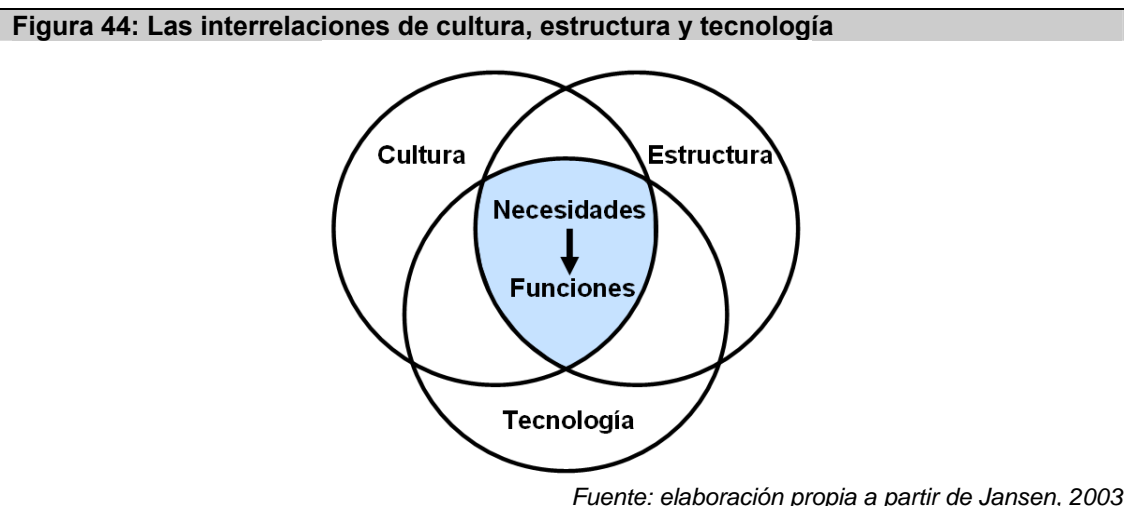 Figura 44: Las interrelaciones de cultura, estructura y tecnología
Cultura
Estructura
Necesidades
Funciones
Tecnología
Fuente: elaboración propia a partir de Jansen, 2003